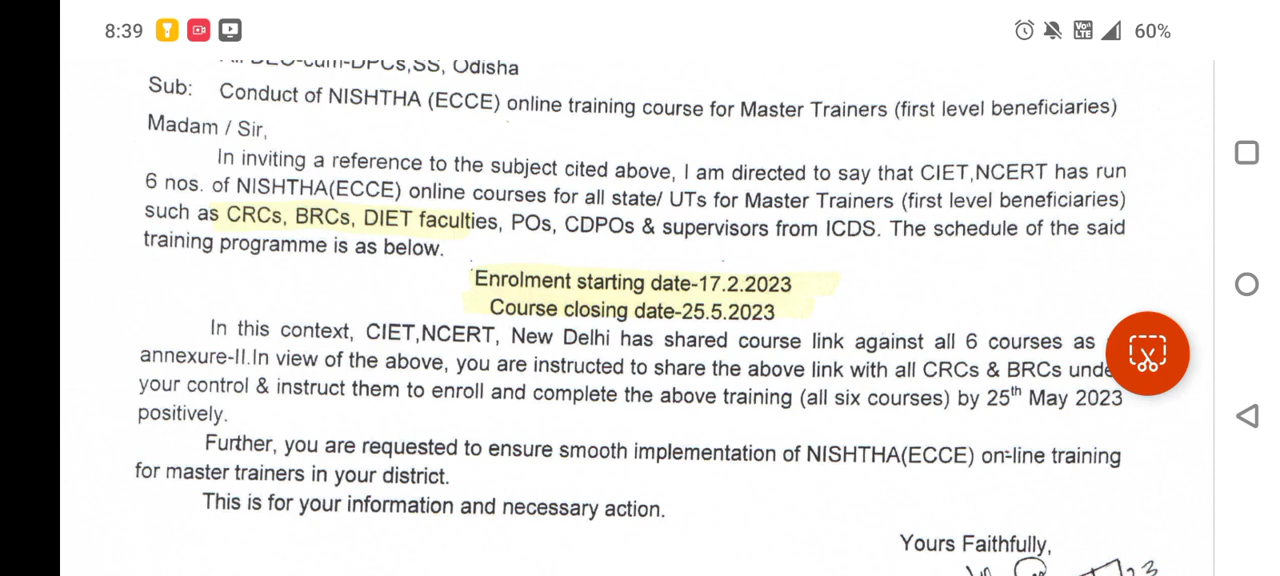 8:39 60%
DEO-cum-DPCs,SS, Odisha
Sub: Conduct of NISHTHA (ECCE) online training course for Master Trainers (first level beneficiaries)
Madam / Sir,
In inviting a reference to the subject cited above, I am directed to say that CIET,NCERT has run
6 nos. of NISHTHA(ECCE) online courses for all state/ UTs for Master Trainers (first level beneficiaries)
such as CRCs, BRCs, DIET faculties, POs, CDPOs & supervisors from ICDS. The schedule of the said
training programme is as below.
Enrolment starting date-17.2.2023
Course closing date-25.5.2023
In this context, CIET,NCERT, New Delhi has shared course link against all 6 courses as
annexure-II.In view of the above, you are instructed to share the above link with all CRCs & BRCs unde
your control & instruct them to enroll and complete the above training (all six courses) by 25th May 2023
positively.
Further, you are requested to ensure smooth implementation of NISHTHA(ECCE) on-line training
for master trainers in your district.
This is for your information and necessary action.
Yours Faithfully,